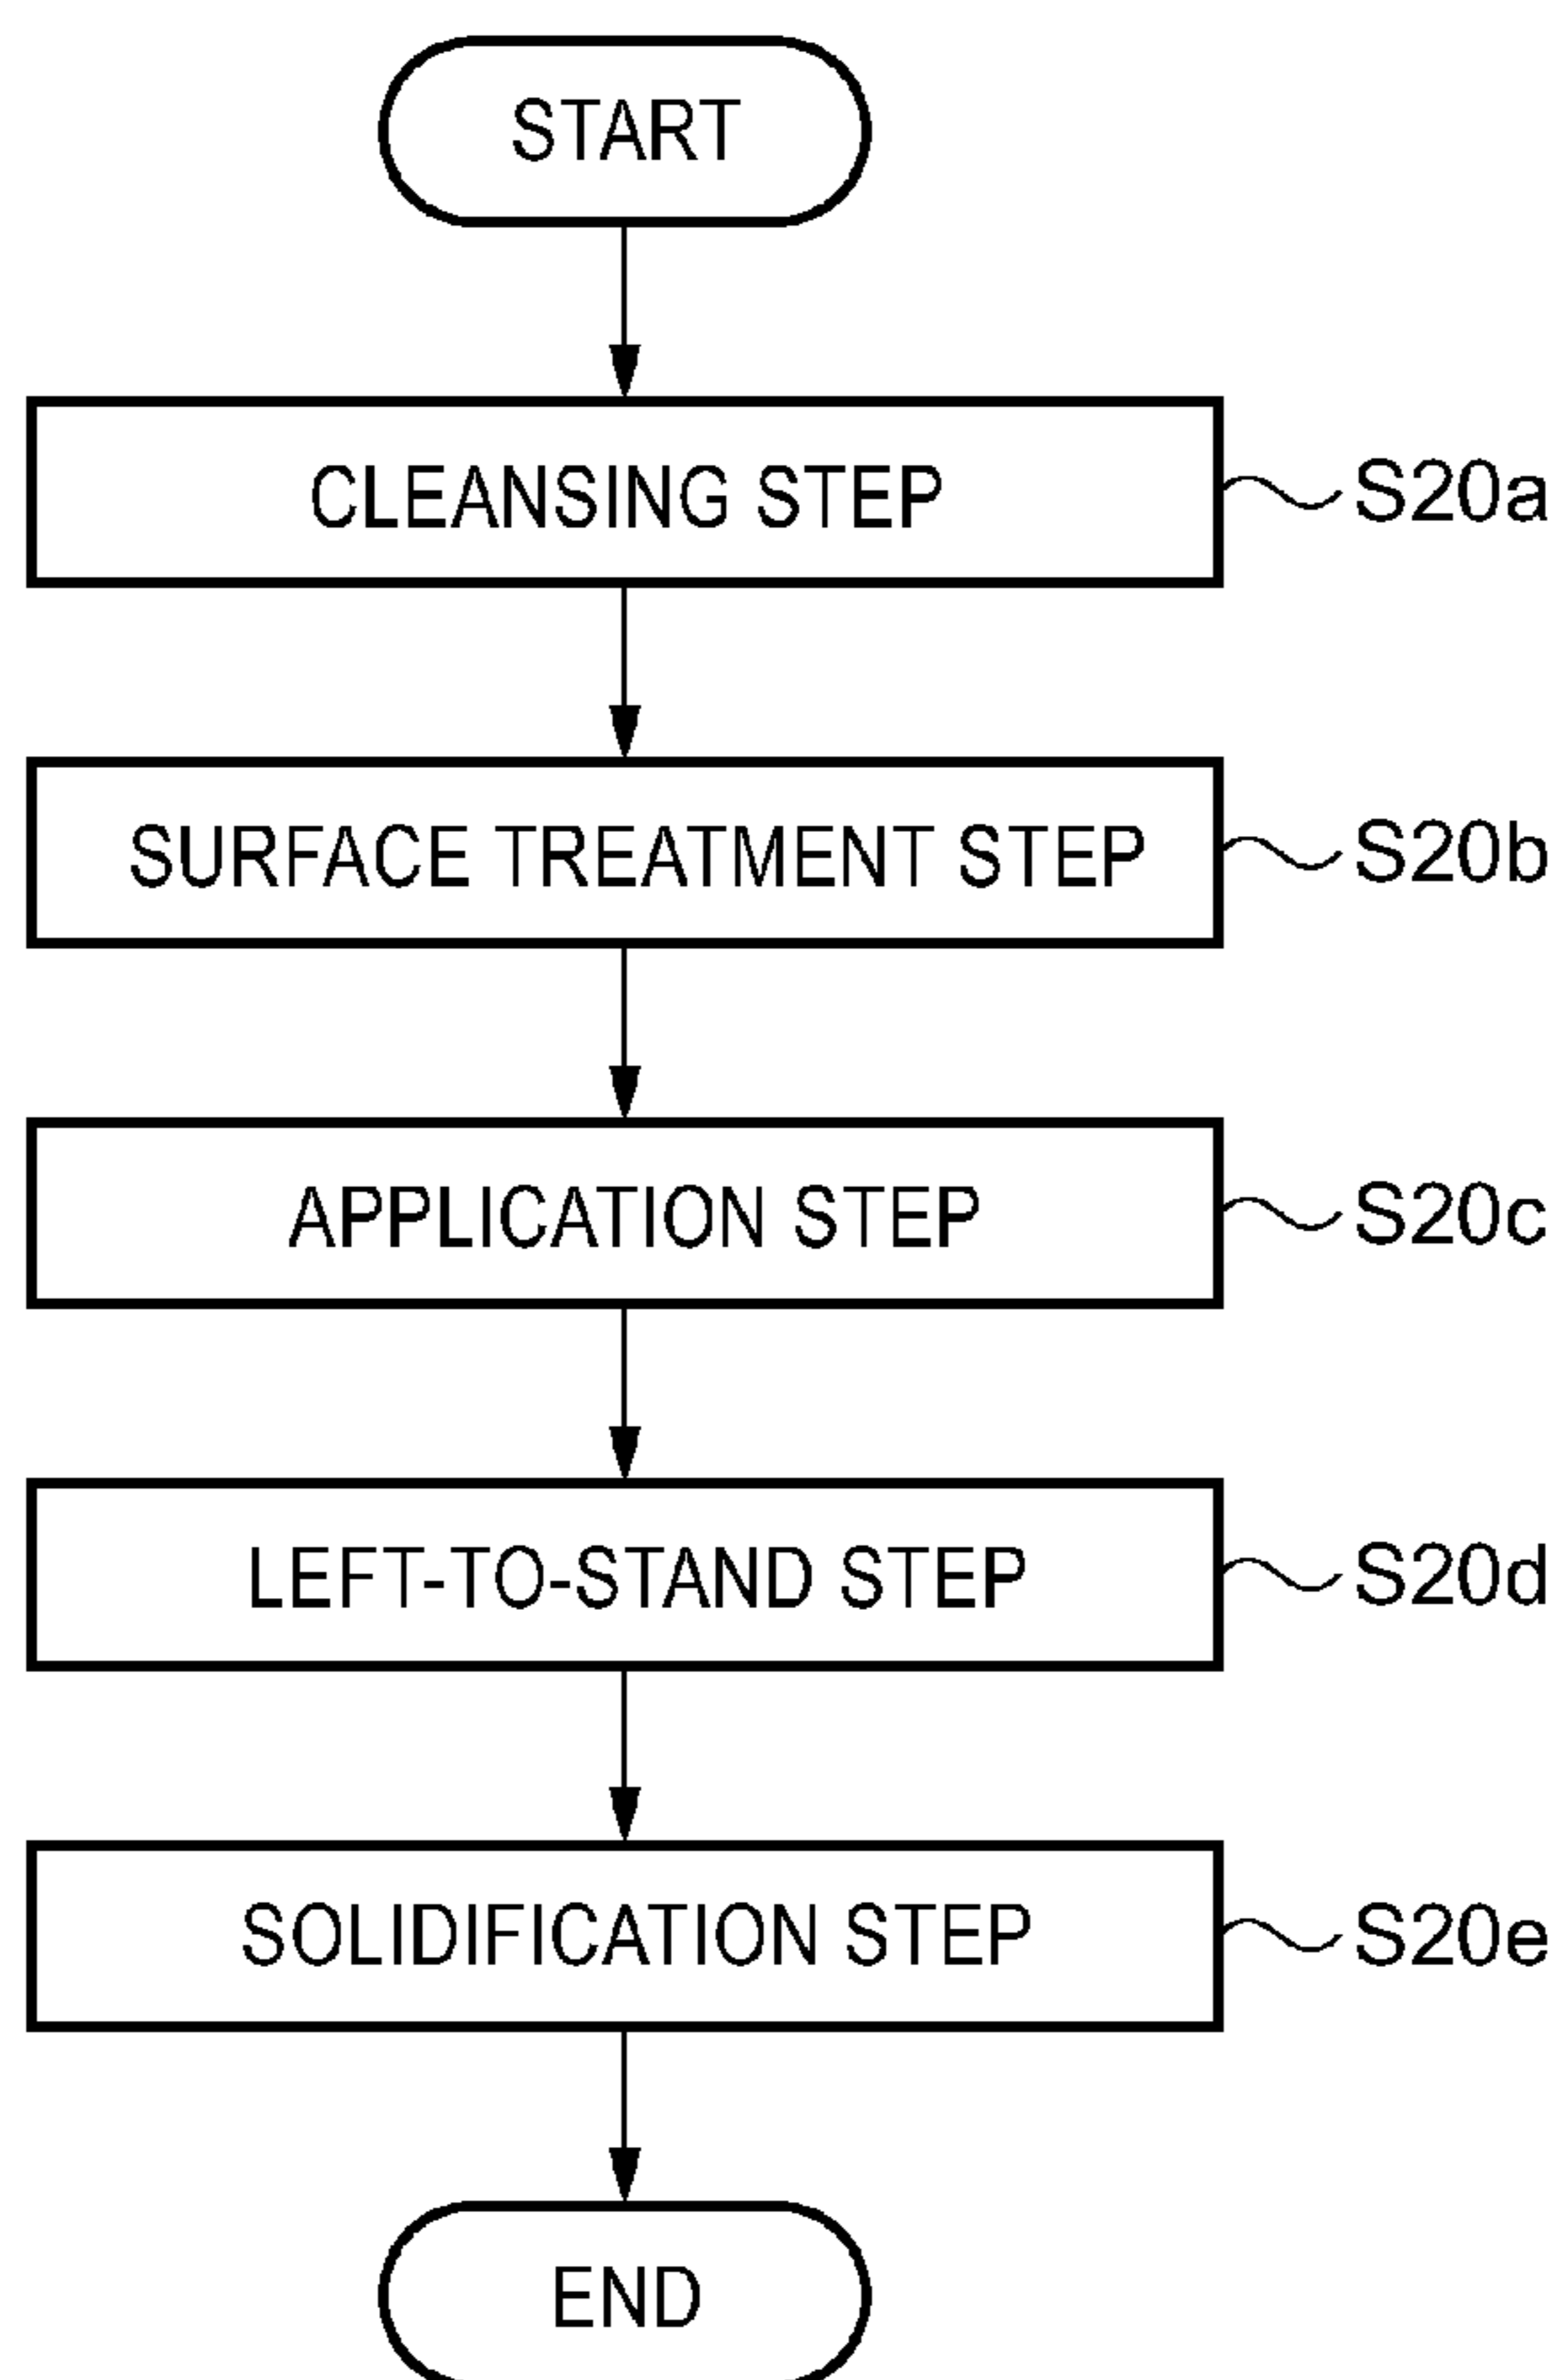 START
CLEANSING STEP S20a
SURFACE TREATMENT STEP S20b
APPLICATION STEP S20c
LEFT-TO-STAND STEP S20d
SOLIDIFICATION STEP S20e
END